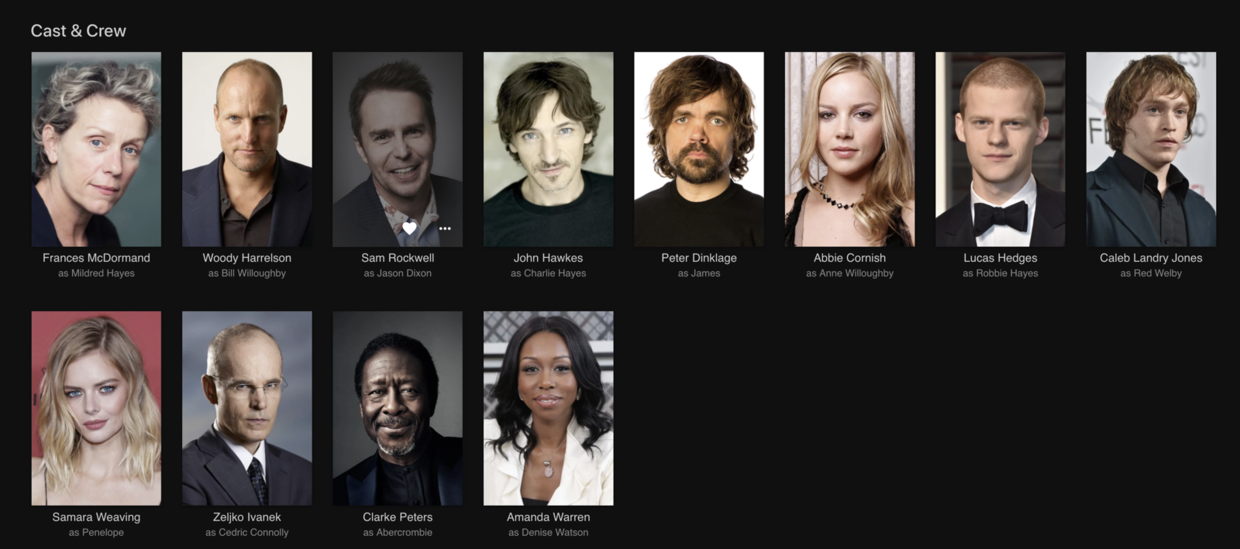 Cast & Crew
Frances McDormand
as Mildred Hayes
Woody Harrelson
as Bill Willoughby
Sam Rockwell
as Jason Dixon
John Hawkes
as Charlie Hayes
Peter Dinklage
as James
Abbie Cornish
as Anne Willoughby
Lucas Hedges
as Robbie Hayes
Caleb Landry Jones
as Red Welby
Samara Weaving
as Penelope
Zeljko Ivanek
as Cedric Connolly
Clarke Peters
as Abercrombie
Amanda Warren
as Denise Watson